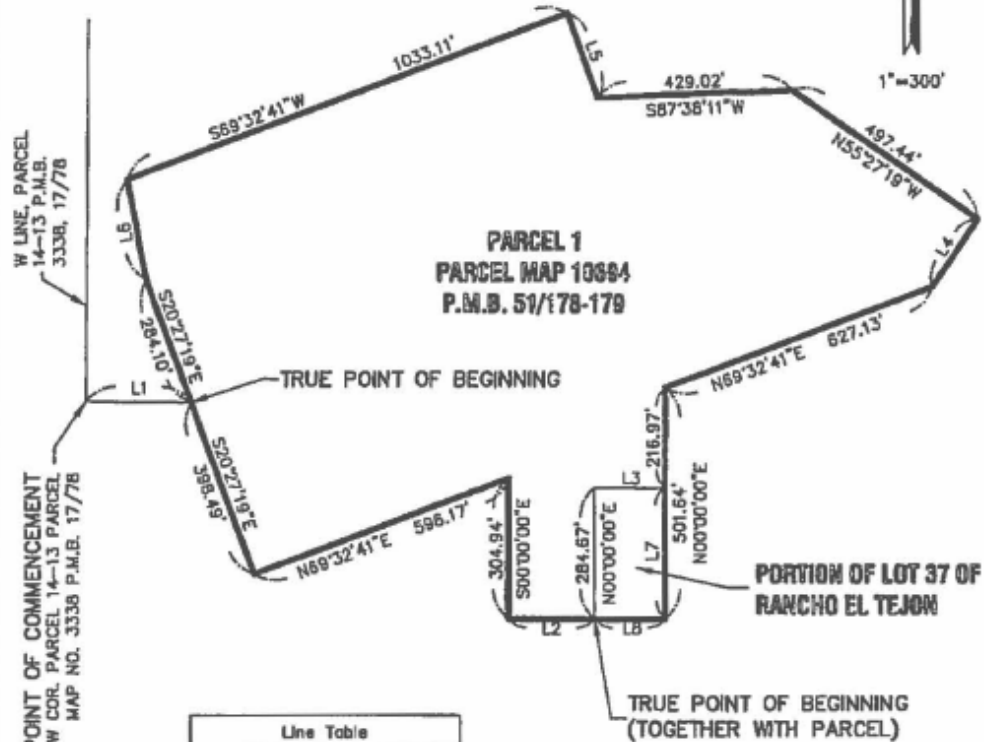 1"=300'
1033.11'
S69°32'41"W
L5
429.02'
S87°38'11"W
497.44'
N55°27'19"W
W LINE, PARCEL
14-13 P.M.B.
3338, 17/78
L6
L4
PARCEL 1
PARCEL MAP 10694
P.M.B. 51/178-179
S20°27'19"E
284.10'
N69°32'41"E 627.13'
L1
TRUE POINT OF BEGINNING
216.97'
S20°27'19"E
398.49'
POINT OF COMMENCEMENT
W COR. PARCEL 14-13 PARCEL
MAP NO. 3338 P.M.B. 17/78
N69°32'41"E 596.17'
304.94'
S00°00'00"E
284.67'
N00°00'00"E
L3
L7
501.64'
N00°00'00"E
PORTION OF LOT 37 OF
RANCHO EL TEJON
L2
L8
TRUE POINT OF BEGINNING
(TOGETHER WITH PARCEL)
Line Table